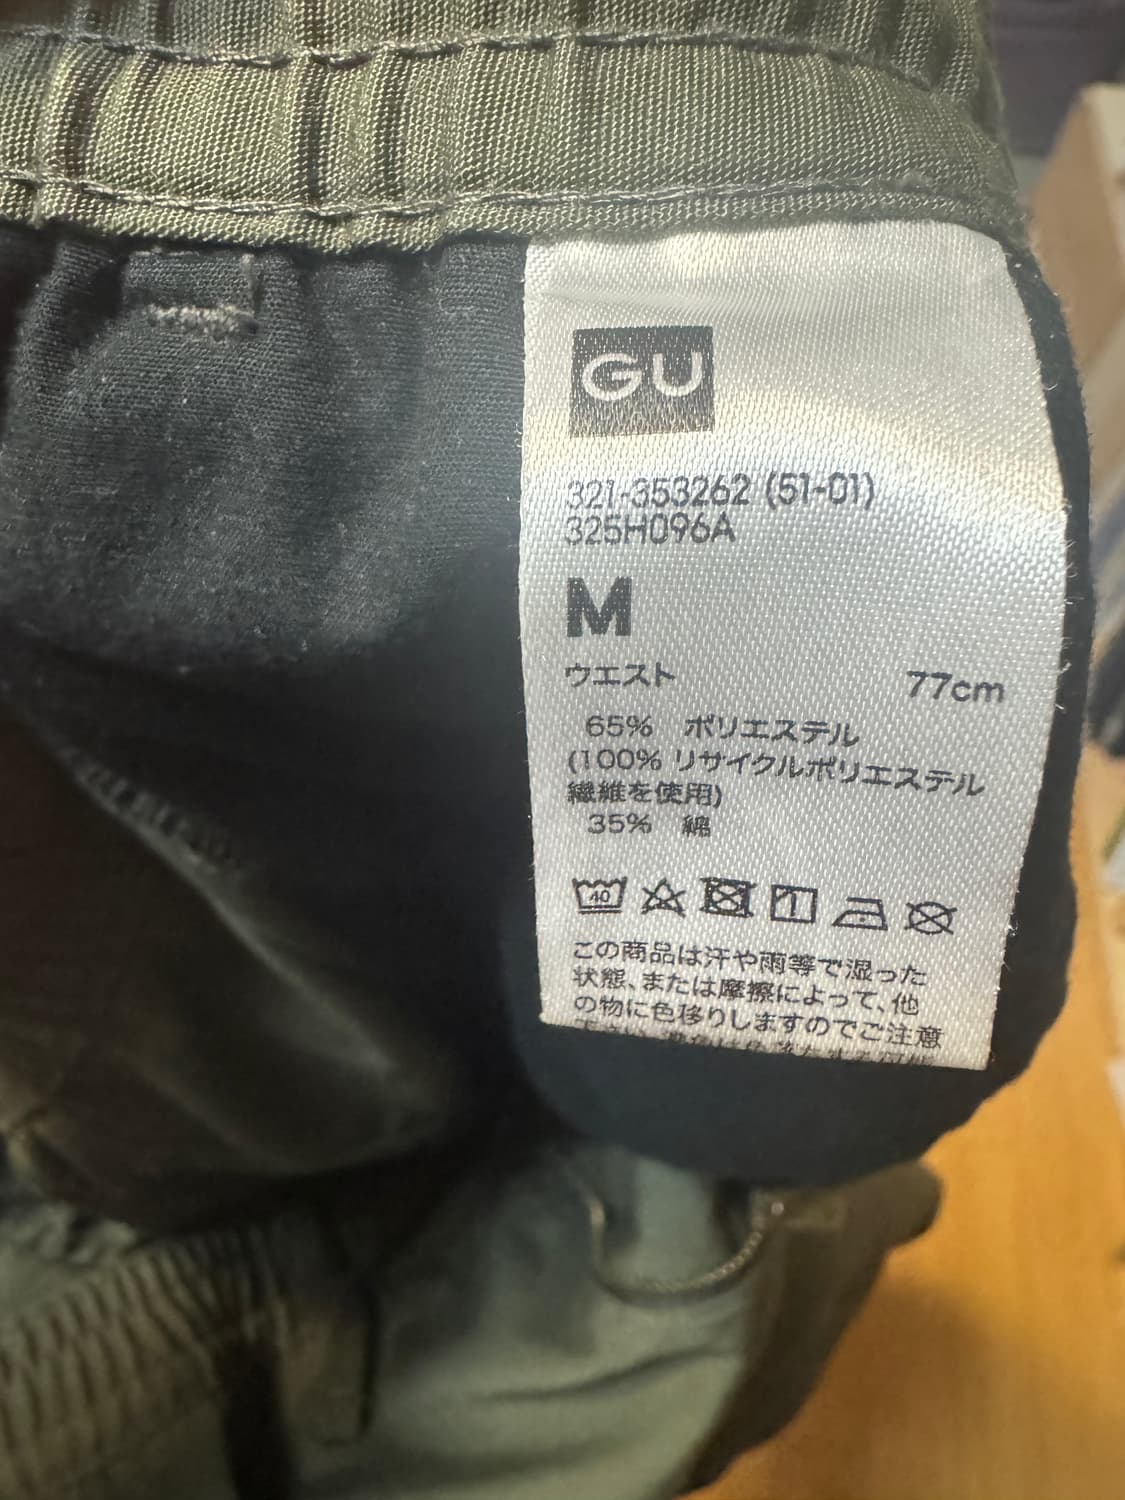 GU
321-353262 (51-01)
325H096A
M
ウエスト 77cm
65% ポリエステル
(100% リサイクルポリエステル
繊維を使用)
35% 綿
40
この商品は汗や雨等で湿った
状態、または摩擦によって、他
の物に色移りしますのでご注意